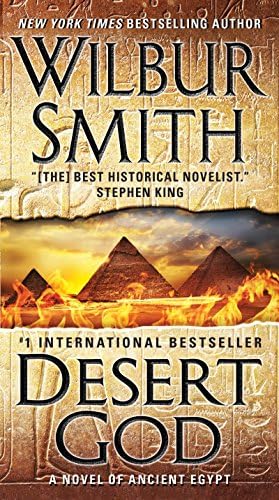 NEW YORK TIMES BESTSELLING AUTHOR
WILBUR
SMITH
"[THE] BEST HISTORICAL NOVELIST."
STEPHEN KING
#1 INTERNATIONAL BESTSELLER
DESERT
GOD
A NOVEL OF ANCIENT EGYPT